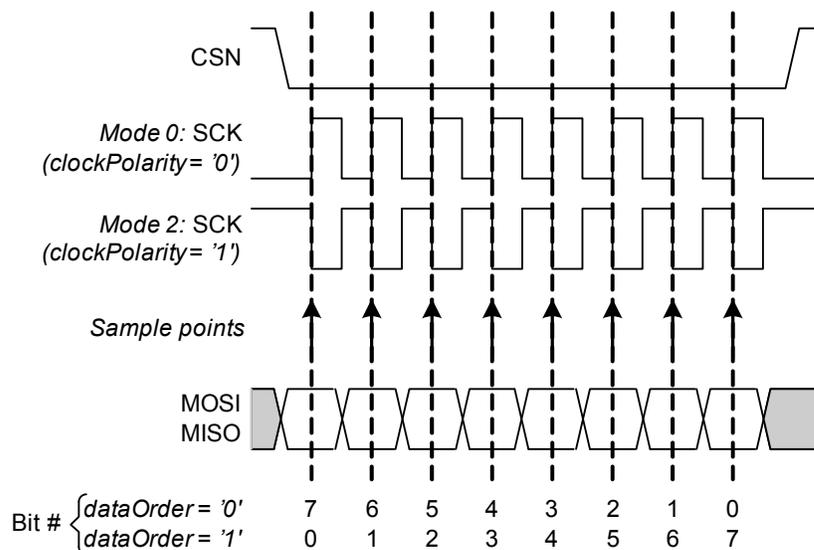 CSN
Mode 0: SCK
(clockPolarity = '0')
Mode 2: SCK
(clockPolarity = '1')
Sample points
MOSI
MISO
Bit # { dataOrder = '0' 7 6 5 4 3 2 1 0
dataOrder = '1' 0 1 2 3 4 5 6 7